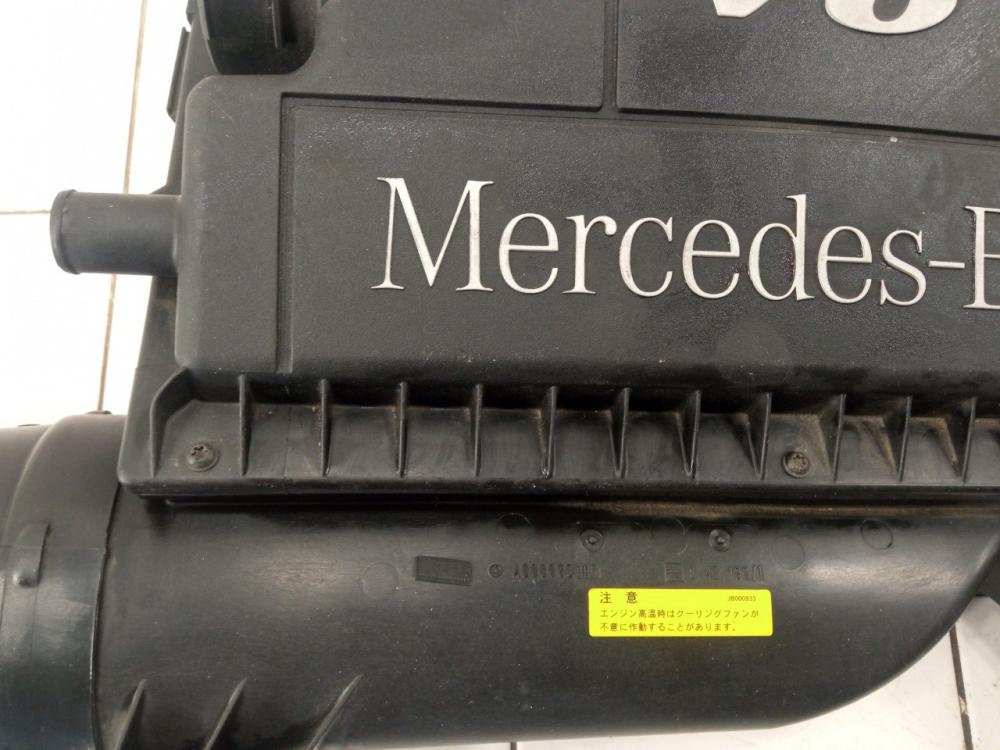 Mercedes-
注 意 JB000933
エンジン高温時はクーリングファンが
不意に作動することがあります。